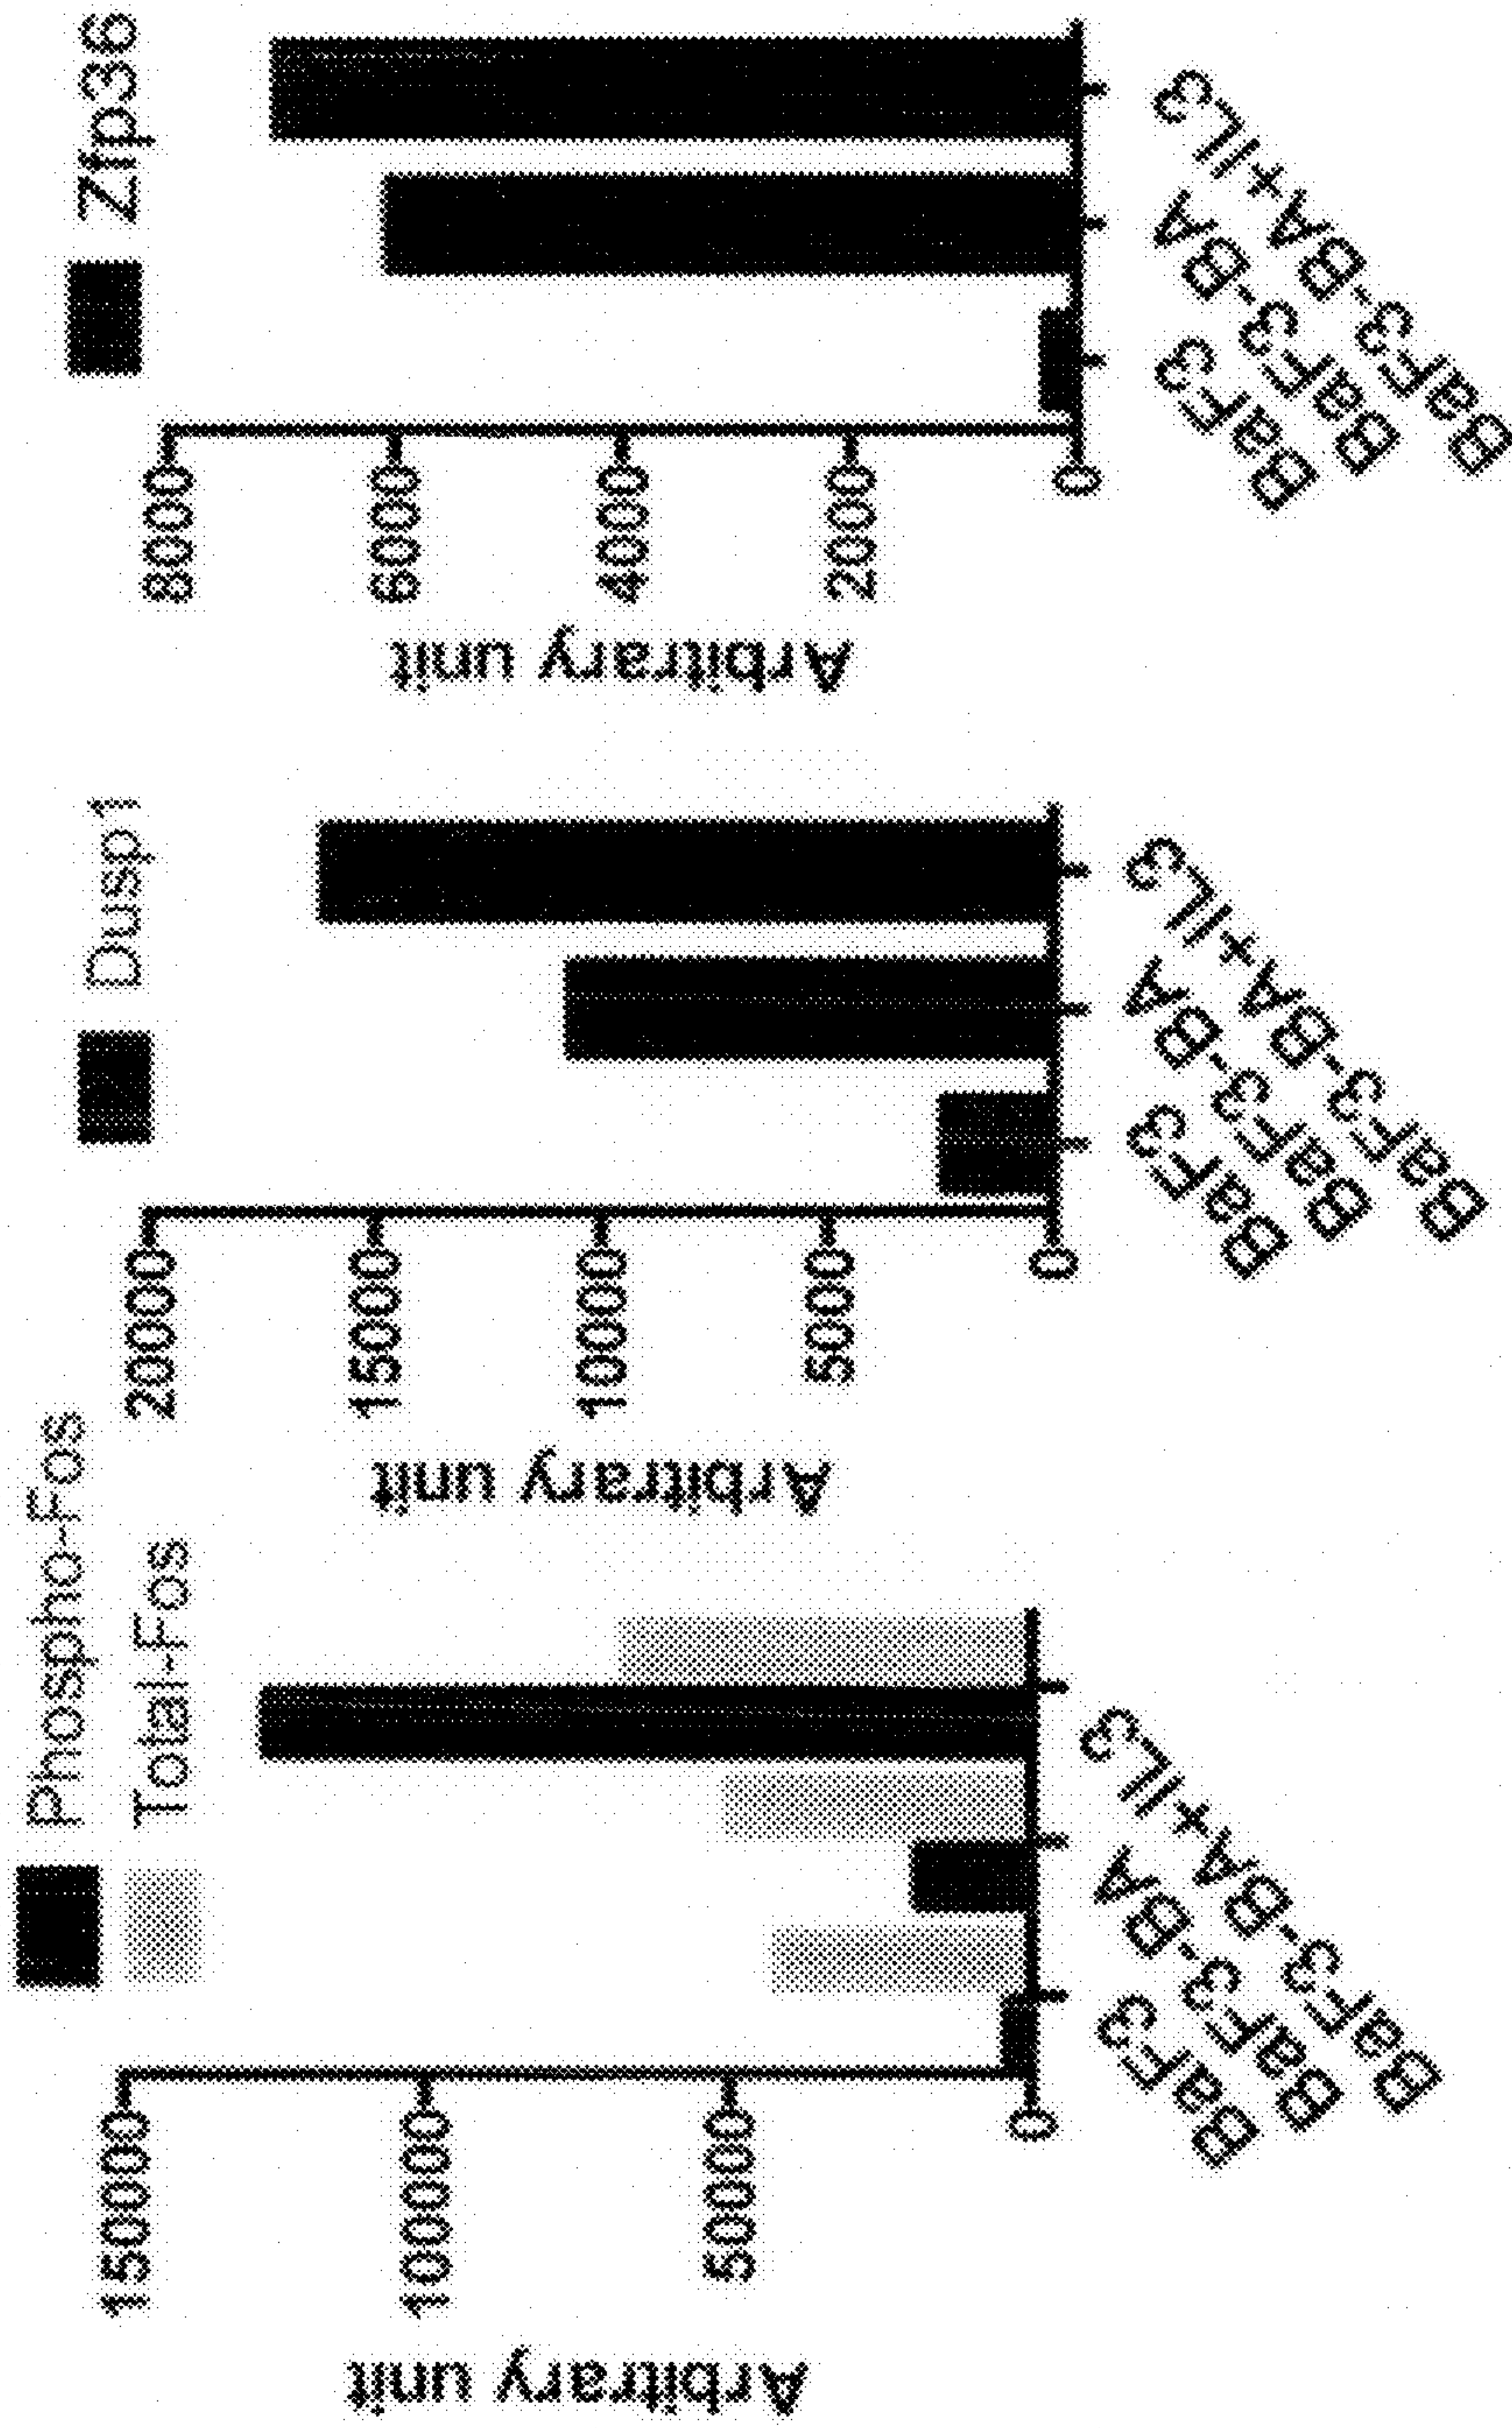 Phospho-Fos
Total-Fos
Arbitrary unit
150000
100000
50000
0
BaF3
BaF3-BA
BaF3-BA+IL3
Dusp1
Arbitrary unit
20000
15000
10000
5000
0
BaF3
BaF3-BA
BaF3-BA+IL3
Zfp36
Arbitrary unit
8000
6000
4000
2000
0
BaF3
BaF3-BA
BaF3-BA+IL3